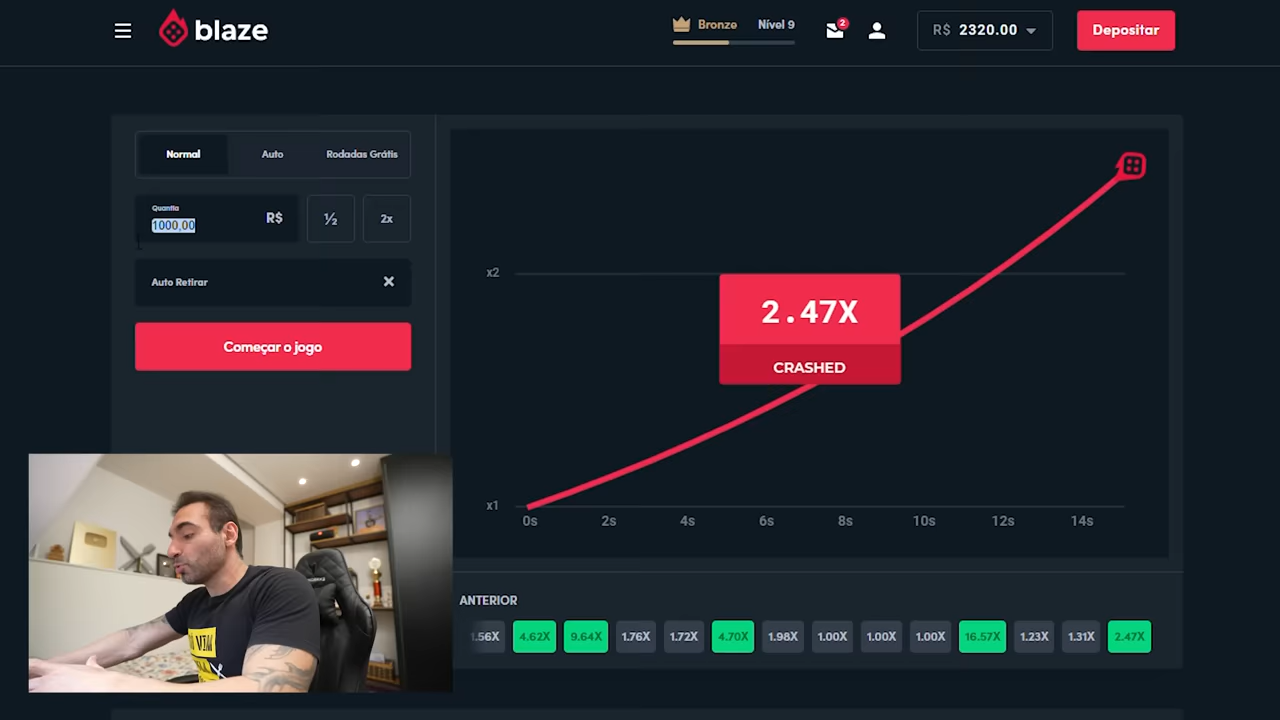 blaze
Bronze Nível 9
2
R$ 2320.00
Depositar
Normal Auto Rodadas Grátis
Quantia
1000,00 R$ ½ 2x
Auto Retirar
Começar o jogo
x2
2.47X
CRASHED
x1
0s 2s 4s 6s 8s 10s 12s 14s
ANTERIOR
1.56X 4.62X 9.64X 1.76X 1.72X 4.70X 1.98X 1.00X 1.00X 1.00X 16.57X 1.23X 1.31X 2.47X